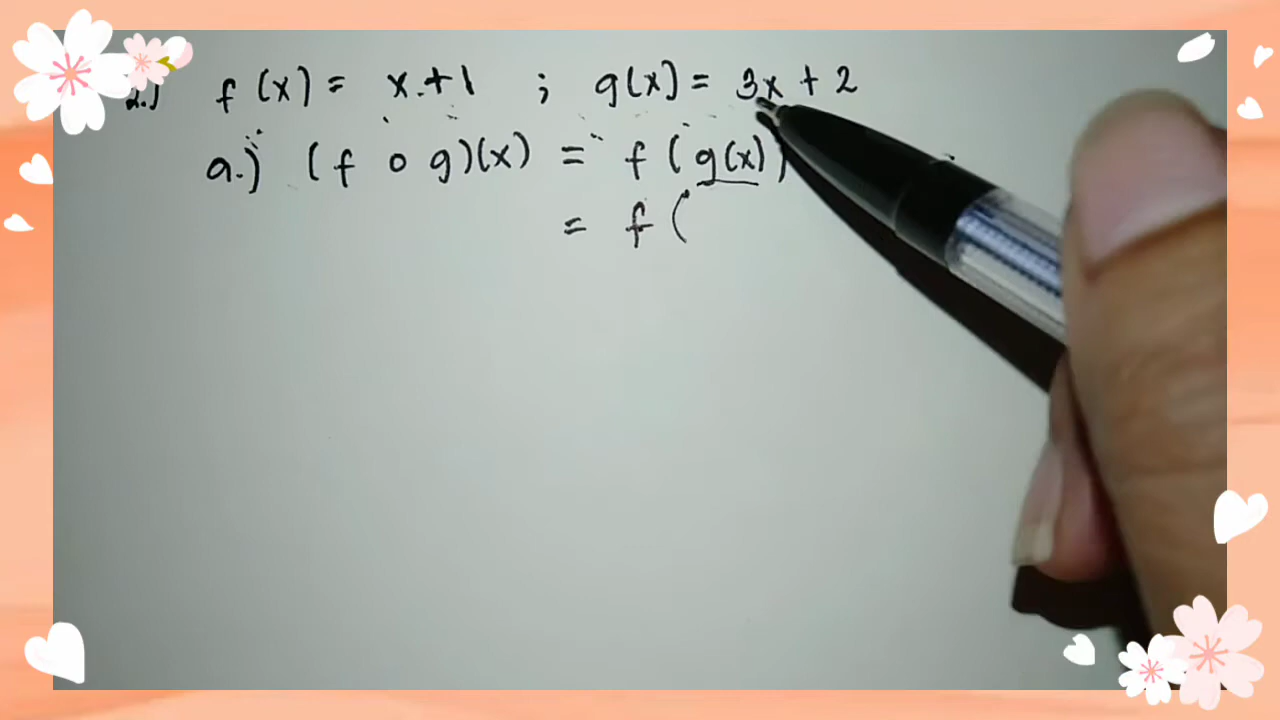 2.) f(x) = x + 1 ; g(x) = 3x + 2
a.) (f o g)(x) = f(g(x))
= f(